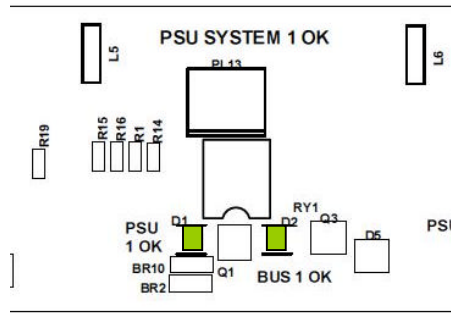 PSU SYSTEM 1 OK
L5
L6
PL13
R19
R15
R16
R1
R14
D1
D2
RY1
Q3
PSU
1 OK
PSU
D5
BR10
Q1
BUS 1 OK
BR2